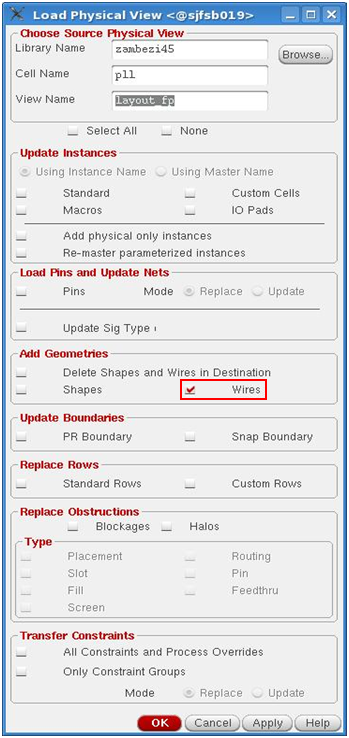 Load Physical View <@sjfsb019>
Choose Source Physical View
Library Name zambezi45 Browse...
Cell Name pll
View Name layout_fp
Select All None
Update Instances
Using Instance Name Using Master Name
Standard Custom Cells
Macros IO Pads
Add physical only instances
Re-master parameterized instances
Load Pins and Update Nets
Pins Mode Replace Update
Update Sig Type
Add Geometries
Delete Shapes and Wires in Destination
Shapes Wires
Update Boundaries
PR Boundary Snap Boundary
Replace Rows
Standard Rows Custom Rows
Replace Obstructions
Blockages Halos
Type
Placement Routing
Slot Pin
Fill Feedthru
Screen
Transfer Constraints
All Constraints and Process Overrides
Only Constraint Groups
Mode Replace Update
OK Cancel Apply Help